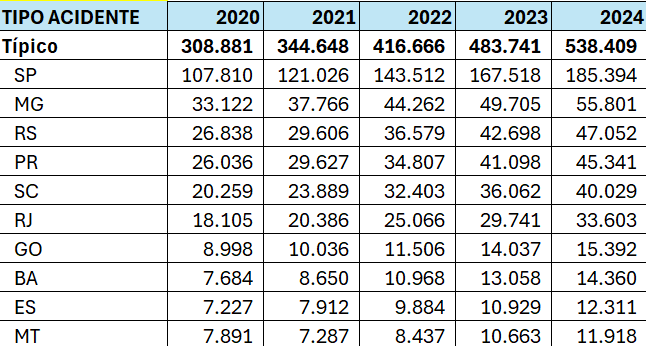 TIPO ACIDENTE 2020 2021 2022 2023 2024
Típico 308.881 344.648 416.666 483.741 538.409
SP 107.810 121.026 143.512 167.518 185.394
MG 33.122 37.766 44.262 49.705 55.801
RS 26.838 29.606 36.579 42.698 47.052
PR 26.036 29.627 34.807 41.098 45.341
SC 20.259 23.889 32.403 36.062 40.029
RJ 18.105 20.386 25.066 29.741 33.603
GO 8.998 10.036 11.506 14.037 15.392
BA 7.684 8.650 10.968 13.058 14.360
ES 7.227 7.912 9.884 10.929 12.311
MT 7.891 7.287 8.437 10.663 11.918